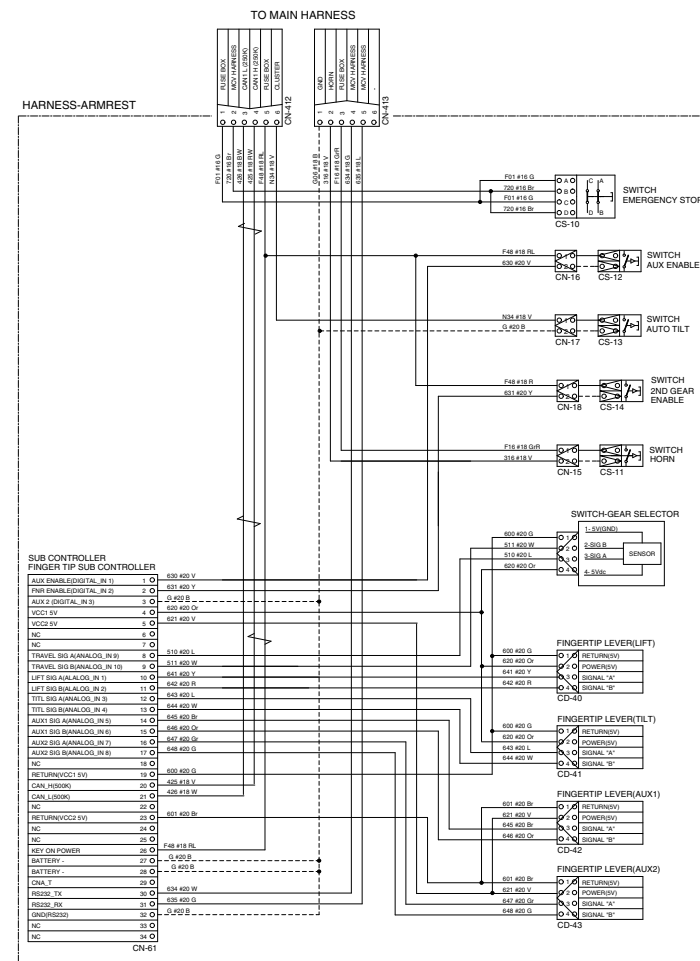 TO MAIN HARNESS
HARNESS-ARMREST
FUSE BOX
MCV HARNESS
CAN1 L (250K)
CAN1 H (250K)
FUSE BOX
CLUSTER
1 2 3 4 5 6
CN-412
GND
HORN
FUSE BOX
MCV HARNESS
MCV HARNESS
-
1 2 3 4 5 6
CN-413
F01 #16 G
720 #16 Br
426 #18 BW
425 #18 RW
F48 #18 RL
N34 #18 V
G06 #18 B
316 #18 V
F16 #18 GrR
634 #18 G
635 #18 L
F01 #16 G
720 #16 Br
F01 #16 G
720 #16 Br
A
B
C
D
C A
D B
CS-10
SWITCH
EMERGENCY STOP
F48 #18 RL
630 #20 V
1
2
CN-16
CS-12
SWITCH
AUX ENABLE
N34 #18 V
G #20 B
1
2
CN-17
CS-13
SWITCH
AUTO TILT
F48 #18 R
631 #20 Y
1
2
CN-18
CS-14
SWITCH
2ND GEAR
ENABLE
F16 #18 GrR
316 #18 V
1
2
CN-15
CS-11
SWITCH
HORN
SWITCH-GEAR SELECTOR
600 #20 G
511 #20 W
510 #20 L
620 #20 Or
1
2
3
4
1- 5V(GND)
2-SIG B
3-SIG A
4- 5Vdc
SENSOR
SUB CONTROLLER
FINGER TIP SUB CONTROLLER
AUX ENABLE(DIGITAL_IN 1) 1 630 #20 V
FNR ENABLE(DIGITAL_IN 2) 2 631 #20 Y
AUX 2 (DIGITAL_IN 3) 3 G #20 B
VCC1 5V 4 620 #20 Or
VCC2 5V 5 621 #20 V
NC 6
NC 7
TRAVEL SIG A(ANALOG_IN 9) 8 510 #20 L
TRAVEL SIG B(ANALOG_IN 10) 9 511 #20 W
LIFT SIG A(ALALOG_IN 1) 10 641 #20 Y
LIFT SIG B(ALALOG_IN 2) 11 642 #20 R
TITL SIG A(ANALOG_IN 3) 12 643 #20 L
TITL SIG B(ANALOG_IN 4) 13 644 #20 W
AUX1 SIG A(ANALOG_IN 5) 14 645 #20 Br
AUX1 SIG B(ANALOG_IN 6) 15 646 #20 Or
AUX2 SIG A(ANALOG_IN 7) 16 647 #20 Gr
AUX2 SIG B(ANALOG_IN 8) 17 648 #20 G
NC 18
RETURN(VCC1 5V) 19 600 #20 G
CAN_H(500K) 20 425 #18 V
CAN_L(500K) 21 426 #18 W
NC 22
RETURN(VCC2 5V) 23 601 #20 Br
NC 24
NC 25
KEY ON POWER 26 F48 #18 RL
BATTERY - 27 G #20 B
BATTERY - 28 G #20 B
CNA_T 29
RS232_TX 30 634 #20 W
RS232_RX 31 635 #20 G
GND(RS232) 32 G #20 B
NC 33
NC 34
CN-61
FINGERTIP LEVER(LIFT)
600 #20 G 1 RETURN(5V)
620 #20 Or 2 POWER(5V)
641 #20 Y 3 SIGNAL "A"
642 #20 R 4 SIGNAL "B"
CD-40
FINGERTIP LEVER(TILT)
600 #20 G 1 RETURN(5V)
620 #20 Or 2 POWER(5V)
643 #20 L 3 SIGNAL "A"
644 #20 W 4 SIGNAL "B"
CD-41
FINGERTIP LEVER(AUX1)
601 #20 Br 1 RETURN(5V)
621 #20 V 2 POWER(5V)
645 #20 Br 3 SIGNAL "A"
646 #20 Or 4 SIGNAL "B"
CD-42
FINGERTIP LEVER(AUX2)
601 #20 Br 1 RETURN(5V)
621 #20 V 2 POWER(5V)
647 #20 Gr 3 SIGNAL "A"
648 #20 G 4 SIGNAL "B"
CD-43